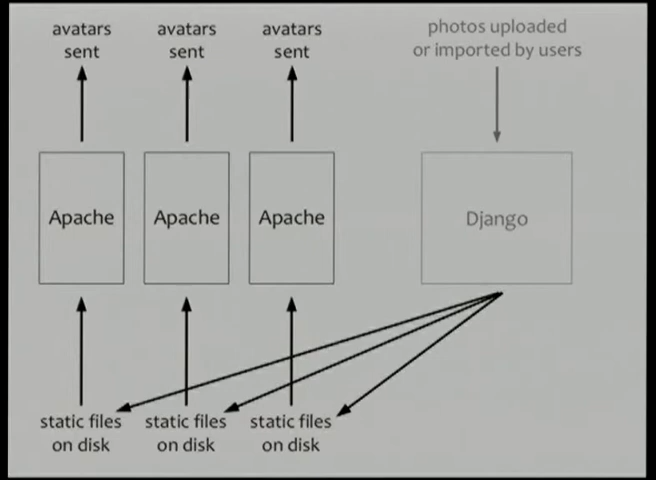 avatars
sent
avatars
sent
avatars
sent
photos uploaded
or imported by users
Apache
Apache
Apache
Django
static files
on disk
static files
on disk
static files
on disk